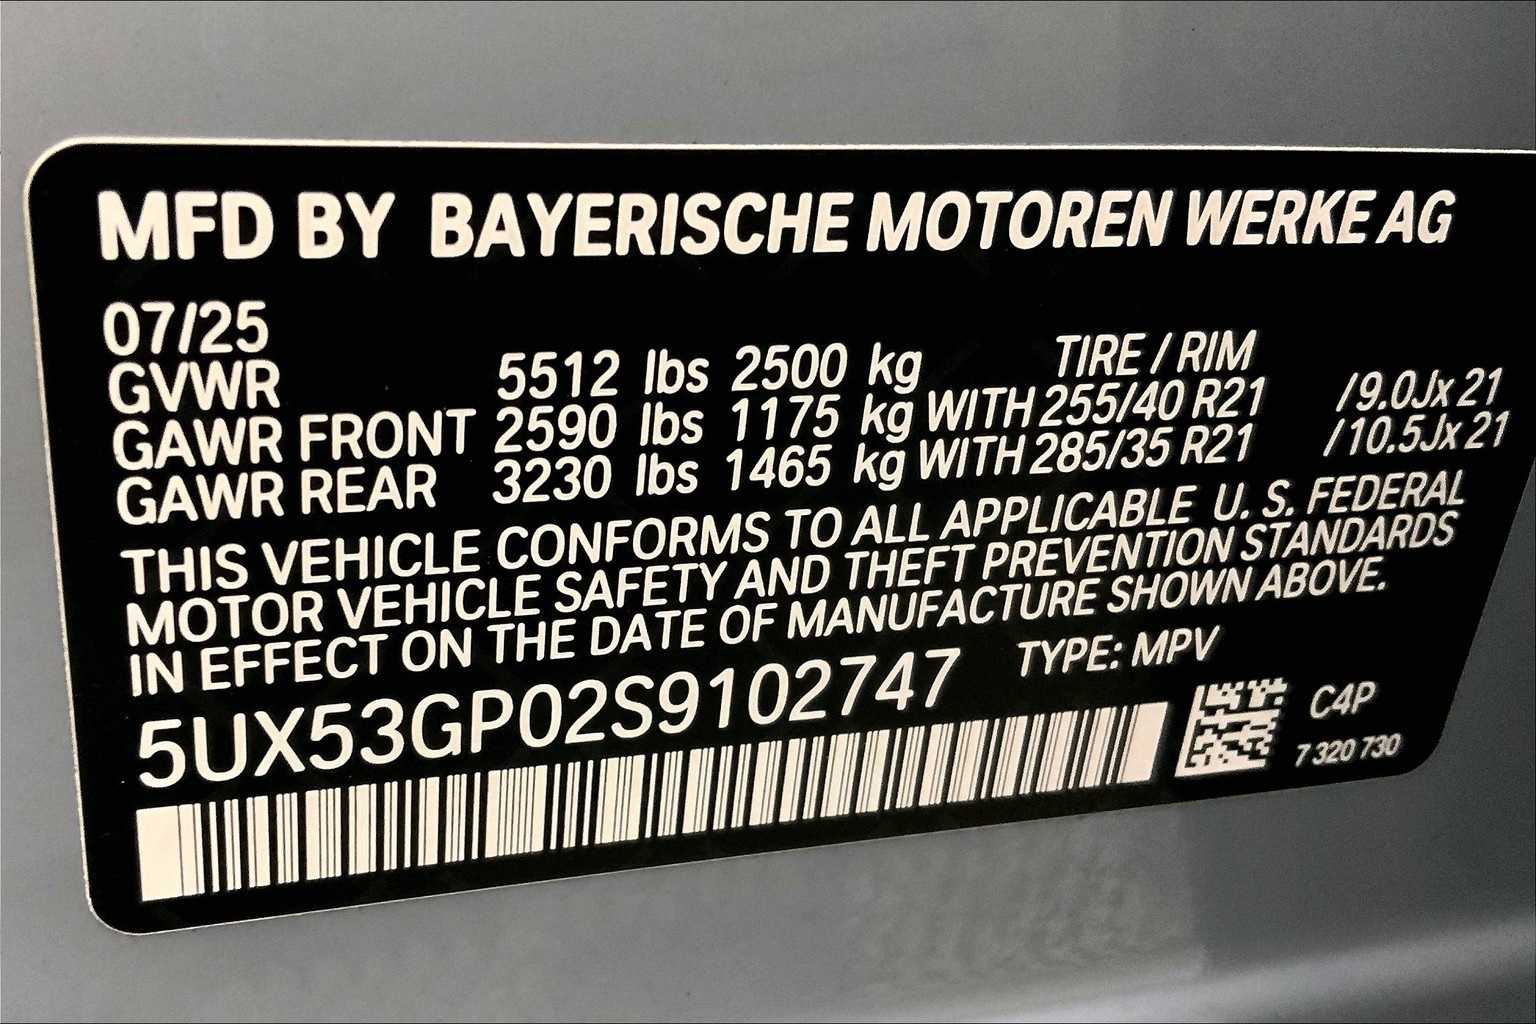 MFD BY BAYERISCHE MOTOREN WERKE AG
07/25
TIRE / RIM
GVWR 5512 lbs 2500 kg
GAWR FRONT 2590 lbs 1175 kg WITH 255/40 R21 /9.0Jx21
GAWR REAR 3230 lbs 1465 kg WITH 285/35 R21 /10.5Jx21
THIS VEHICLE CONFORMS TO ALL APPLICABLE U. S. FEDERAL
MOTOR VEHICLE SAFETY AND THEFT PREVENTION STANDARDS
IN EFFECT ON THE DATE OF MANUFACTURE SHOWN ABOVE.
5UX53GP02S9102747 TYPE: MPV
C4P
7 320 730